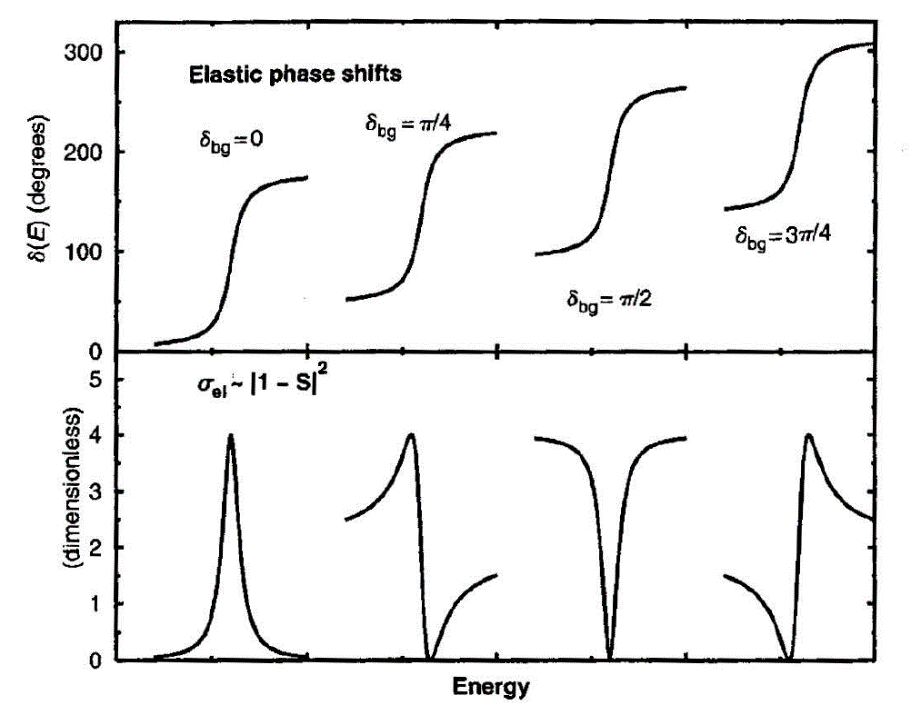 300
200
100
0
δ(E) (degrees)
Elastic phase shifts
δbg=0
δbg= π/4
δbg= π/2
δbg=3π/4
5
4
3
2
1
0
(dimensionless)
σel~ |1 − S|²
Energy